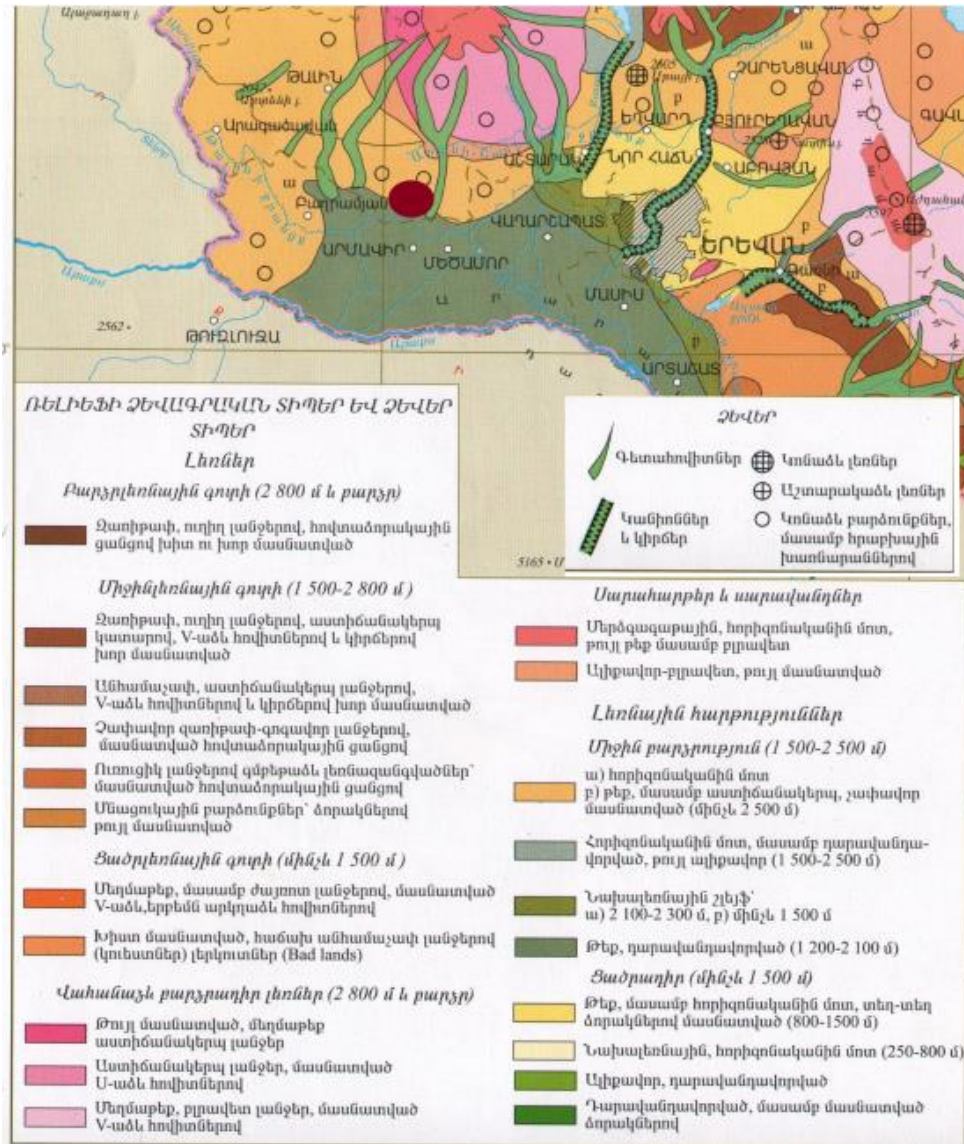 ԹԱԼԻՆ
Արագածավան
Բաղրամյան
ԱՐՄԱՎԻՐ
ՄԵԾԱՄՈՐ
ՎԱՂԱՐՇԱՊԱՏ
ԱՇՏԱՐԱԿ
ԵՂՎԱՐԴ
ՆՈՐ ՀԱՃՆ
ՉԱՐԵՆՑԱՎԱՆ
ԲՅՈՒՐԵՂԱՎԱՆ
ԱԲՈՎՅԱՆ
ԳԱՎԱ
ԵՐԵՎԱՆ
Գառնի
ՄԱՍԻՍ
ԱՐՏԱՇԱՏ
2562
ԹՈՒԶԼՈՒՋԱ
Արաքս
5165
ՌԵԼԻԵՖԻ ՁԵՎԱԳՐԱԿԱՆ ՏԻՊԵՐ ԵՎ ՁԵՎԵՐ
ՏԻՊԵՐ
Լեռներ
Բարձրլեռնային գոտի (2 800 մ և բարձր)
Զառիթափ, ուղիղ լանջերով, հովտաձորակային
ցանցով խիտ ու խոր մասնատված
Միջինլեռնային գոտի (1 500-2 800 մ)
Զառիթափ, ուղիղ լանջերով, աստիճանակերպ
կատարով, V-աձև հովիտներով և կիրճերով
խոր մասնատված
Անհամաչափ, աստիճանակերպ լանջերով,
V-աձև հովիտներով և կիրճերով խոր մասնատված
Չափավոր զառիթափ-գոգավոր լանջերով,
մասնատված հովտաձորակային ցանցով
Ուռուցիկ լանջերով գմբեթաձև լեռնազանգվածներ՝
մասնատված հովտաձորակային ցանցով
Մնացուկային բարձունքներ՝ ձորակներով
թույլ մասնատված
Ցածրլեռնային գոտի (մինչև 1 500 մ)
Մեղմաթեք, մասամբ ժայռոտ լանջերով, մասնատված
V-աձև,երբեմն արկղաձև հովիտներով
Խիստ մասնատված, հաճախ անհամաչափ լանջերով
(կուեստներ) լերկուտներ (Bad lands)
Վահանաձև բարձրադիր լեռներ (2 800 մ և բարձր)
Թույլ մասնատված, մեղմաթեք
աստիճանակերպ լանջեր
Աստիճանակերպ լանջեր, մասնատված
U-աձև հովիտներով
Մեղմաթեք, բլրավետ լանջեր, մասնատված
V-աձև հովիտներով
ՁԵՎԵՐ
Գետահովիտներ
Կանիոններ
և կիրճեր
Կոնաձև լեռներ
Աշտարակաձև լեռներ
Կոնաձև բարձունքներ,
մասամբ հրաբխային
խառնարաններով
Սարահարթեր և սարավանդներ
Մերձգագաթային, հորիզոնականին մոտ,
թույլ թեք մասամբ բլրավետ
Ալիքավոր-բլրավետ, թույլ մասնատված
Լեռնային հարթություններ
Միջին բարձրություն (1 500-2 500 մ)
ա) հորիզոնականին մոտ
բ) թեք, մասամբ աստիճանակերպ, չափավոր
մասնատված (մինչև 2 500 մ)
Հորիզոնականին մոտ, մասամբ դարավանդա-
վորված, թույլ ալիքավոր (1 500-2 500 մ)
Նախալեռնային շլեյֆ՝
ա) 2 100-2 300 մ, բ) մինչև 1 500 մ
Թեք, դարավանդավորված (1 200-2 100 մ)
Ցածրադիր (մինչև 1 500 մ)
Թեք, մասամբ հորիզոնականին մոտ, տեղ-տեղ
ձորակներով մասնատված (800-1500 մ)
Նախալեռնային, հորիզոնականին մոտ (250-800 մ)
Ալիքավոր, դարավանդավորված
Դարավանդավորված, մասամբ մասնատված
ձորակներով